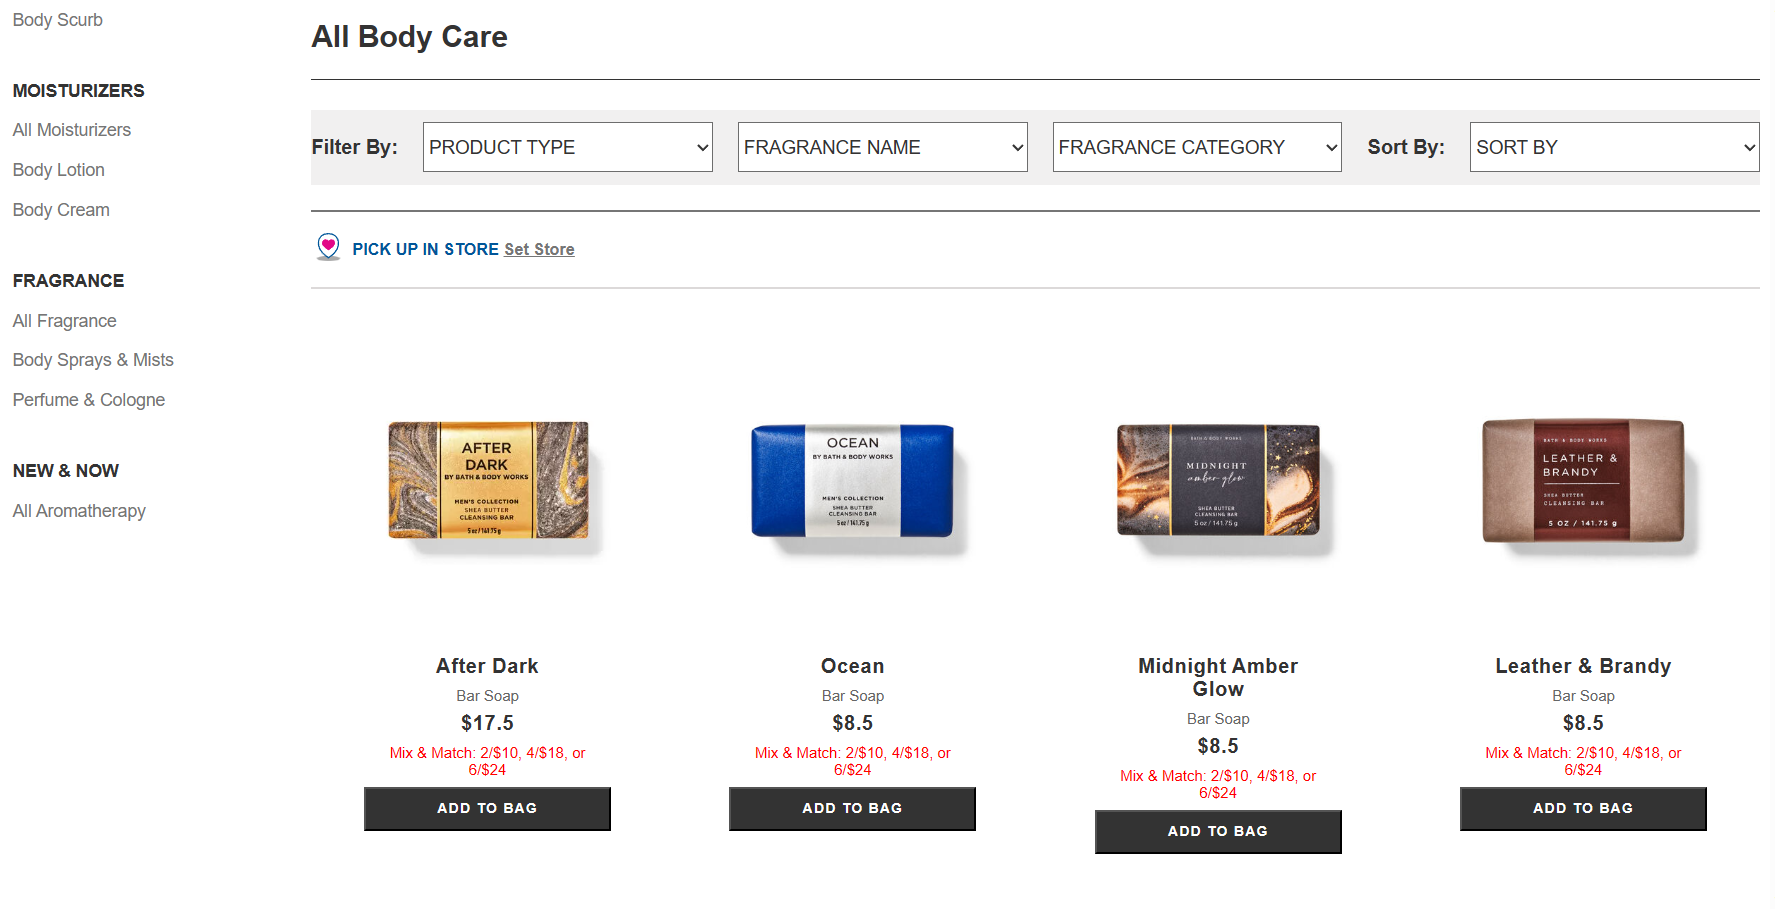 Body Scurb
MOISTURIZERS
All Moisturizers
Body Lotion
Body Cream
FRAGRANCE
All Fragrance
Body Sprays & Mists
Perfume & Cologne
NEW & NOW
All Aromatherapy
All Body Care
Filter By: PRODUCT TYPE FRAGRANCE NAME FRAGRANCE CATEGORY Sort By: SORT BY
PICK UP IN STORE Set Store
AFTER
DARK
BY BATH & BODY WORKS
MEN'S COLLECTION
SHEA BUTTER
CLEANSING BAR
5 oz / 141.75 g
After Dark
Bar Soap
$17.5
Mix & Match: 2/$10, 4/$18, or
6/$24
ADD TO BAG
OCEAN
BY BATH & BODY WORKS
MEN'S COLLECTION
SHEA BUTTER
CLEANSING BAR
5 oz / 141.75 g
Ocean
Bar Soap
$8.5
Mix & Match: 2/$10, 4/$18, or
6/$24
ADD TO BAG
BATH & BODY WORKS
MIDNIGHT
amber glow
SHEA BUTTER
CLEANSING BAR
5 oz / 141.75 g
Midnight Amber
Glow
Bar Soap
$8.5
Mix & Match: 2/$10, 4/$18, or
6/$24
ADD TO BAG
BATH & BODY WORKS
LEATHER &
BRANDY
SHEA BUTTER
CLEANSING BAR
5 OZ / 141.75 g
Leather & Brandy
Bar Soap
$8.5
Mix & Match: 2/$10, 4/$18, or
6/$24
ADD TO BAG